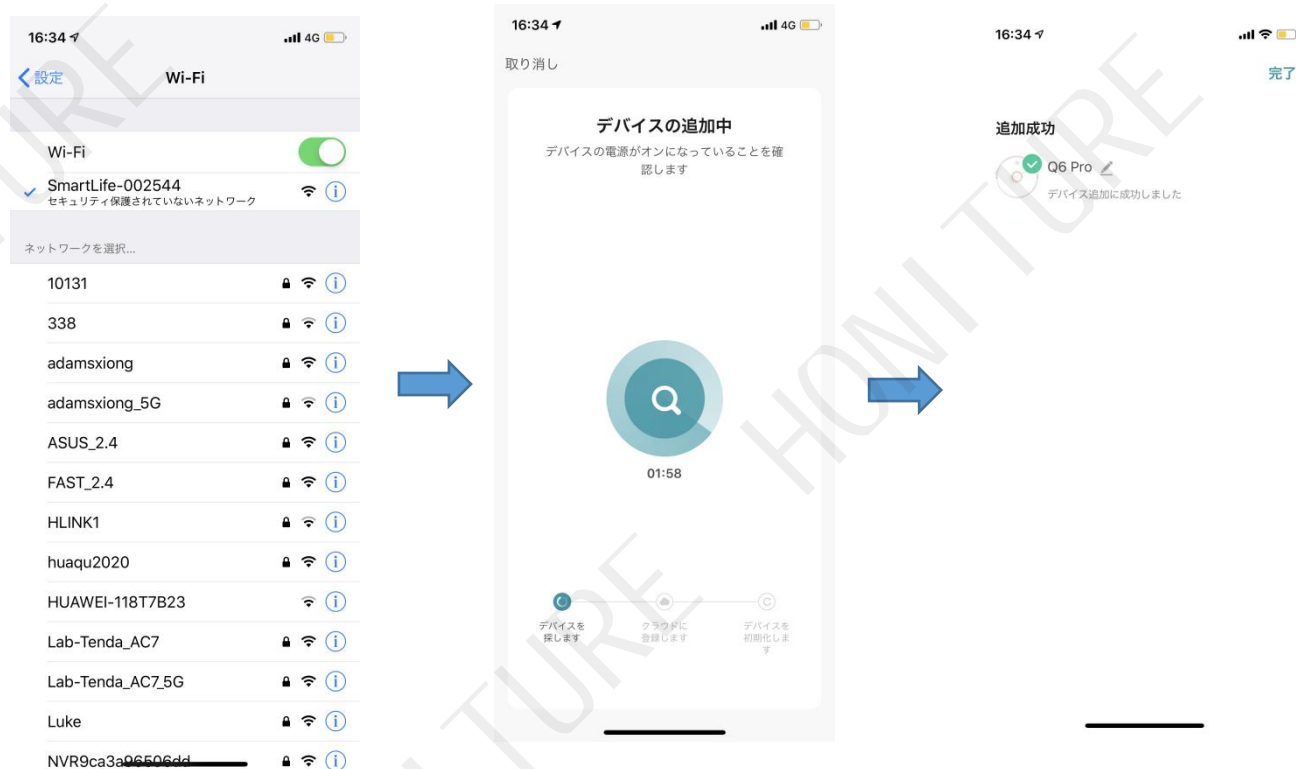 16:34
4G
設定
Wi-Fi
Wi-Fi
SmartLife-002544
セキュリティ保護されていないネットワーク
ネットワークを選択...
10131
338
adamsxiong
adamsxiong_5G
ASUS_2.4
FAST_2.4
HLINK1
huaqu2020
HUAWEI-118T7B23
Lab-Tenda_AC7
Lab-Tenda_AC7_5G
Luke
NVR9ca3a96506dd
16:34
4G
取り消し
デバイスの追加中
デバイスの電源がオンになっていることを確
認します
01:58
デバイスを
探します
クラウドに
登録します
デバイスを
初期化しま
す
16:34
完了
追加成功
Q6 Pro
デバイス追加に成功しました
HONITURE